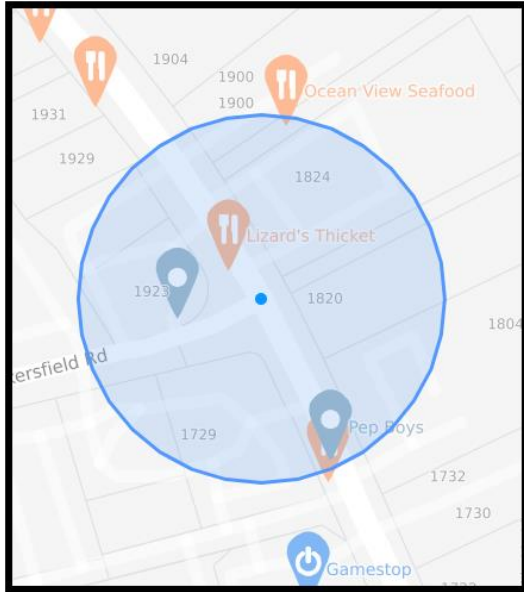 1904
1900
Ocean View Seafood
1900
1931
1929
1824
Lizard's Thicket
1923
1820
1804
ersfield Rd
Pep Boys
1729
1732
1730
Gamestop